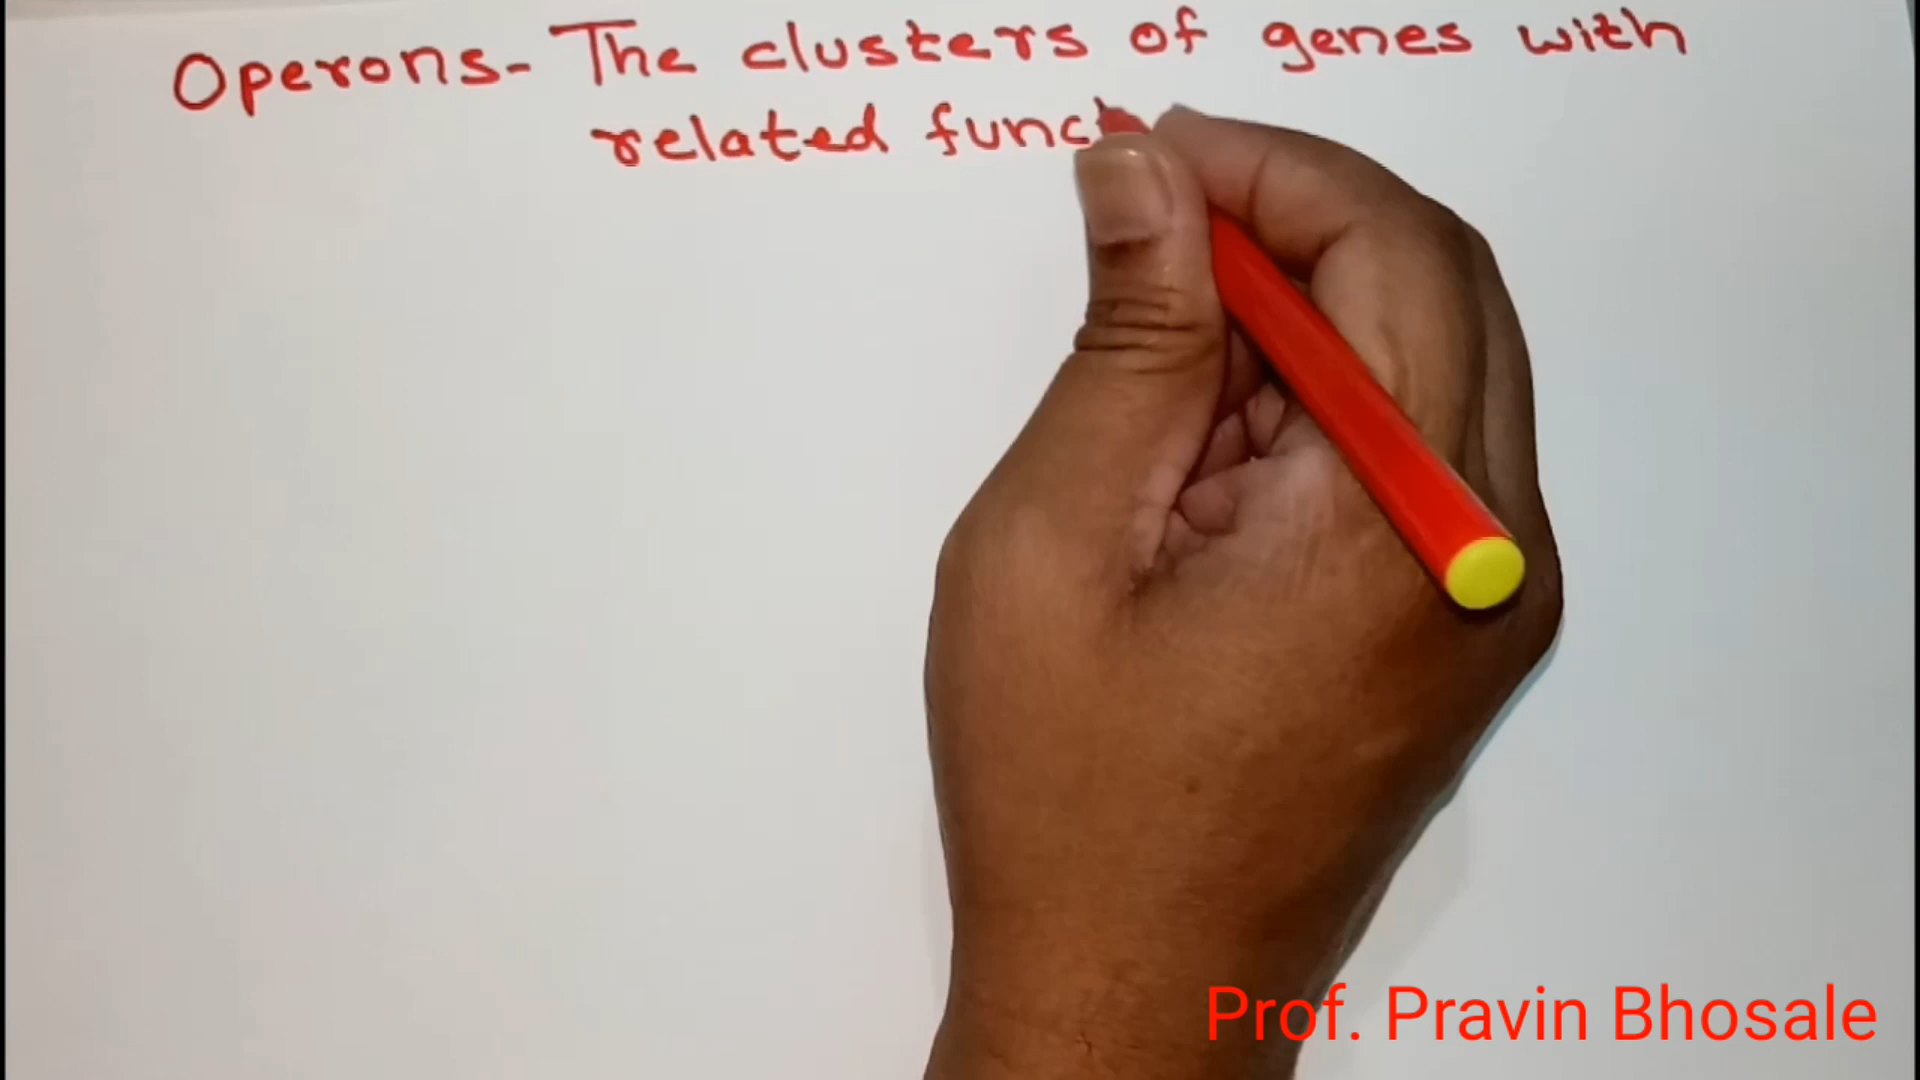 Operons- The clusters of genes with
related func
Prof. Pravin Bhosale